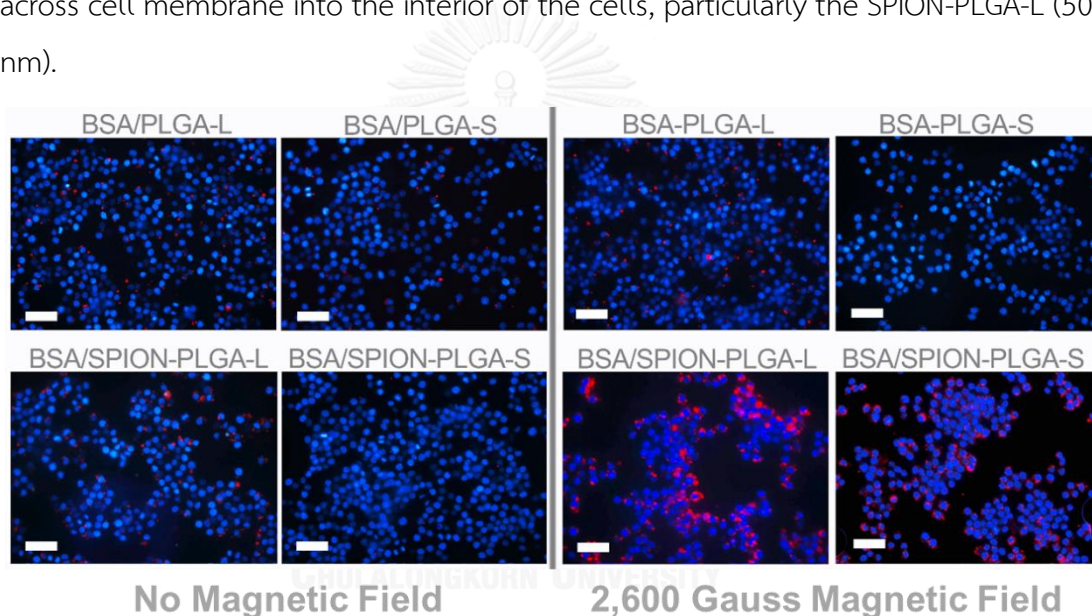 across cell membrane into the interior of the cells, particularly the SPION-PLGA-L (50
nm).
BSA/PLGA-L BSA/PLGA-S BSA-PLGA-L BSA-PLGA-S
BSA/SPION-PLGA-L BSA/SPION-PLGA-S BSA/SPION-PLGA-L BSA/SPION-PLGA-S
CHULALONGKORN UNIVERSITY
No Magnetic Field 2,600 Gauss Magnetic Field